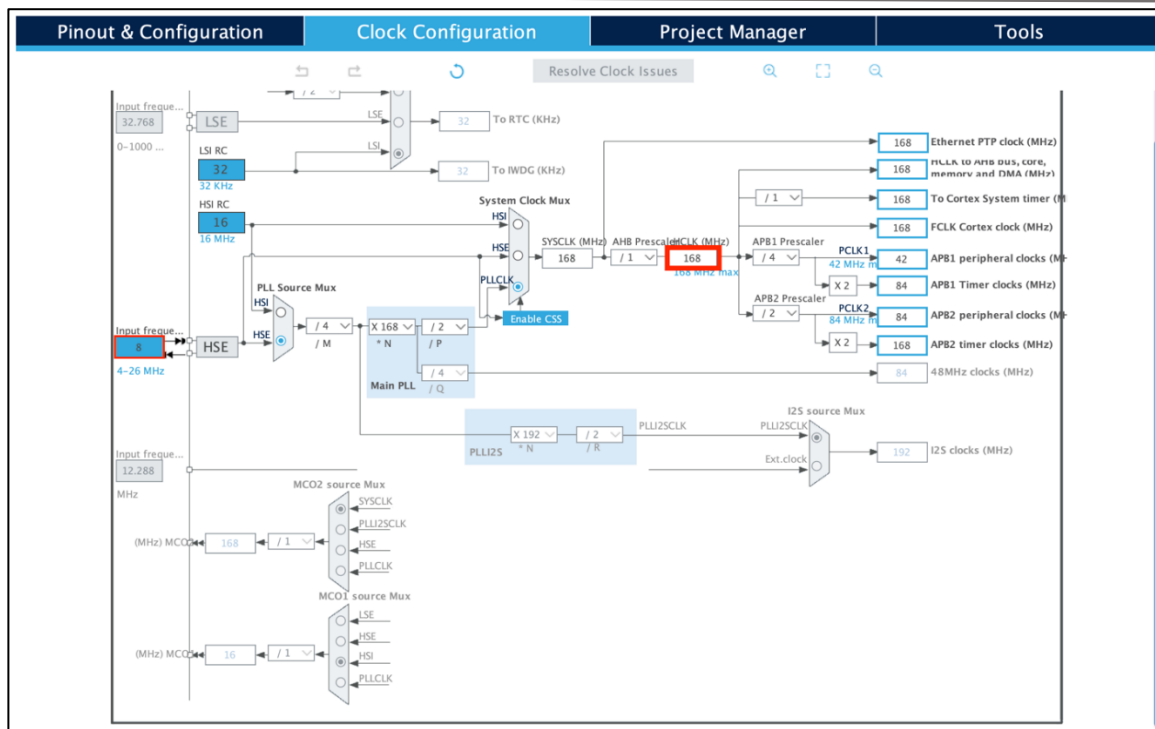 Pinout & Configuration Clock Configuration Project Manager Tools
Resolve Clock Issues
Input freque...
32.768
0-1000 ...
LSE
/ 2
LSE
32 To RTC (KHz)
LSI RC
32
32 KHz
LSI
32 To IWDG (KHz)
HSI RC
16
16 MHz
System Clock Mux
HSI
HSE
PLLCLK
Enable CSS
SYSCLK (MHz)
168
AHB Prescaler
/ 1
HCLK (MHz)
168
168 MHz max
168 Ethernet PTP clock (MHz)
168 HCLK to AHB bus, core,
memory and DMA (MHz)
/ 1
168 To Cortex System timer (M
168 FCLK Cortex clock (MHz)
APB1 Prescaler
/ 4
PCLK1
42 MHz m
42 APB1 peripheral clocks (MH
X 2
84 APB1 Timer clocks (MHz)
APB2 Prescaler
/ 2
PCLK2
84 MHz m
84 APB2 peripheral clocks (MH
X 2
168 APB2 timer clocks (MHz)
84 48MHz clocks (MHz)
PLL Source Mux
HSI
HSE
Input freque...
8
4-26 MHz
HSE
/ 4
/ M
X 168
* N
/ 2
/ P
/ 4
/ Q
Main PLL
PLLI2S
X 192
* N
/ 2
/ R
PLLI2SCLK
I2S source Mux
PLLI2SCLK
Ext.clock
192 I2S clocks (MHz)
Input freque...
12.288
MHz
MCO2 source Mux
SYSCLK
PLLI2SCLK
HSE
PLLCLK
(MHz) MCO 168 / 1
MCO1 source Mux
LSE
HSE
HSI
PLLCLK
(MHz) MCO 16 / 1